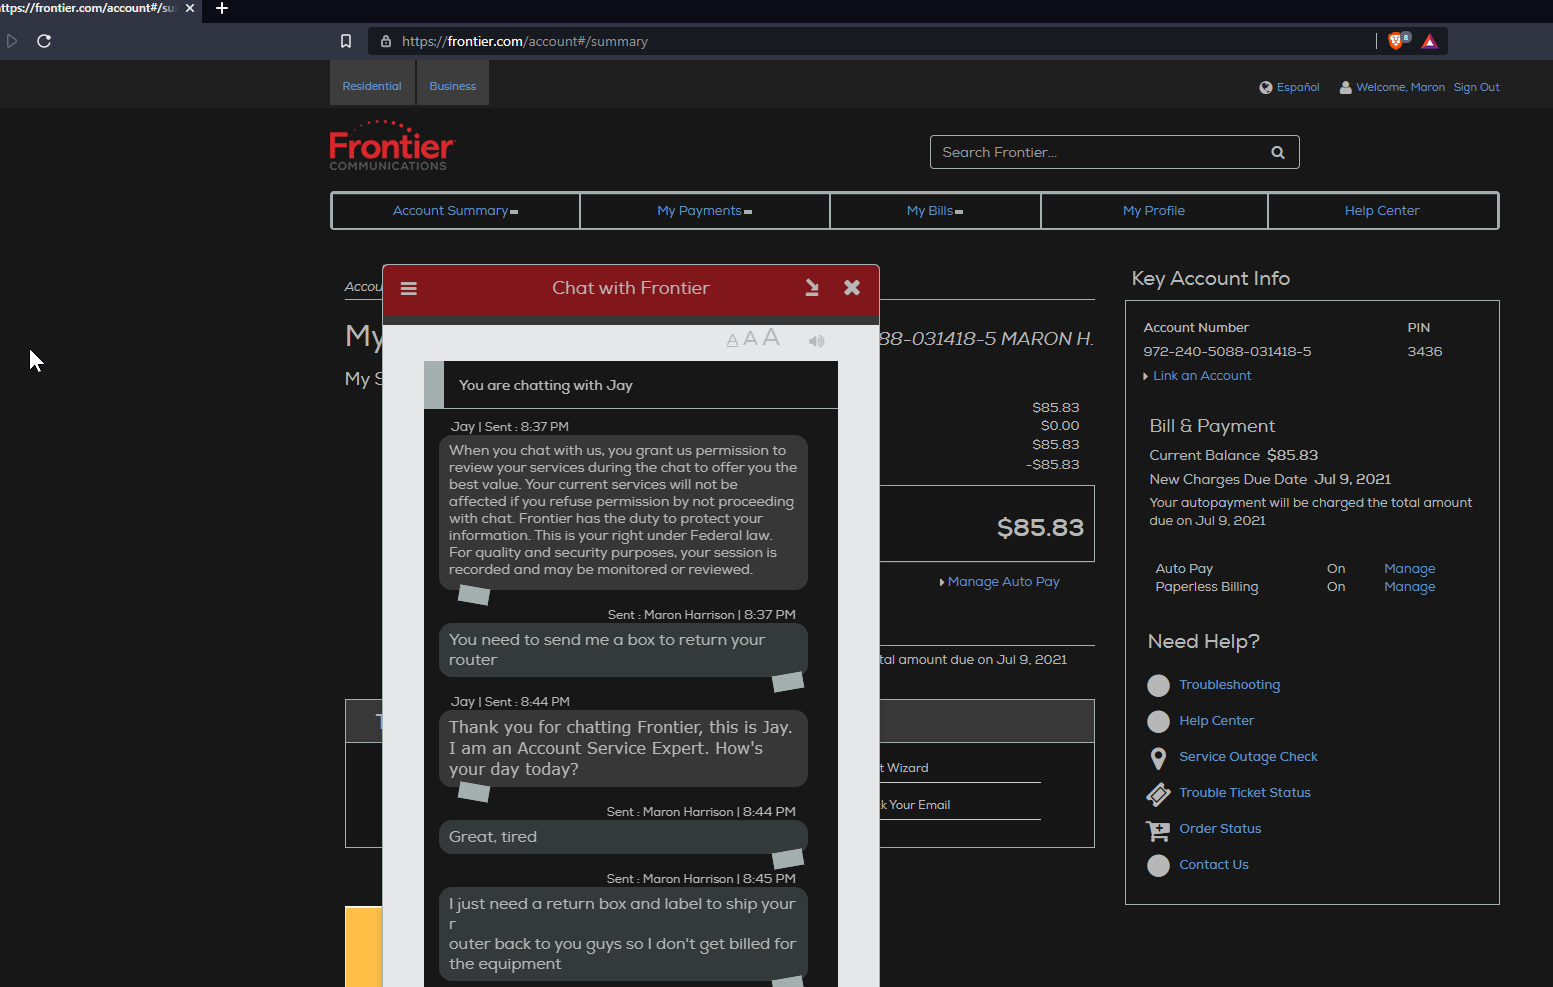 ttps://frontier.com/account#/su
https://frontier.com/account#/summary
8
Residential
Business
Español
Welcome, Maron
Sign Out
Frontier
COMMUNICATIONS
Search Frontier...
Account Summary
My Payments
My Bills
My Profile
Help Center
Accou
My
88-031418-5 MARON H.
My S
$85.83
$0.00
$85.83
-$85.83
$85.83
Manage Auto Pay
tal amount due on Jul 9, 2021
T
t Wizard
k Your Email
Chat with Frontier
A A A
You are chatting with Jay
Jay | Sent : 8:37 PM
When you chat with us, you grant us permission to
review your services during the chat to offer you the
best value. Your current services will not be
affected if you refuse permission by not proceeding
with chat. Frontier has the duty to protect your
information. This is your right under Federal law.
For quality and security purposes, your session is
recorded and may be monitored or reviewed.
Sent : Maron Harrison | 8:37 PM
You need to send me a box to return your
router
Jay | Sent : 8:44 PM
Thank you for chatting Frontier, this is Jay.
I am an Account Service Expert. How's
your day today?
Sent : Maron Harrison | 8:44 PM
Great, tired
Sent : Maron Harrison | 8:45 PM
I just need a return box and label to ship your
r
outer back to you guys so I don't get billed for
the equipment
Key Account Info
Account Number
PIN
972-240-5088-031418-5
3436
Link an Account
Bill & Payment
Current Balance $85.83
New Charges Due Date Jul 9, 2021
Your autopayment will be charged the total amount
due on Jul 9, 2021
Auto Pay On Manage
Paperless Billing On Manage
Need Help?
Troubleshooting
Help Center
Service Outage Check
Trouble Ticket Status
Order Status
Contact Us